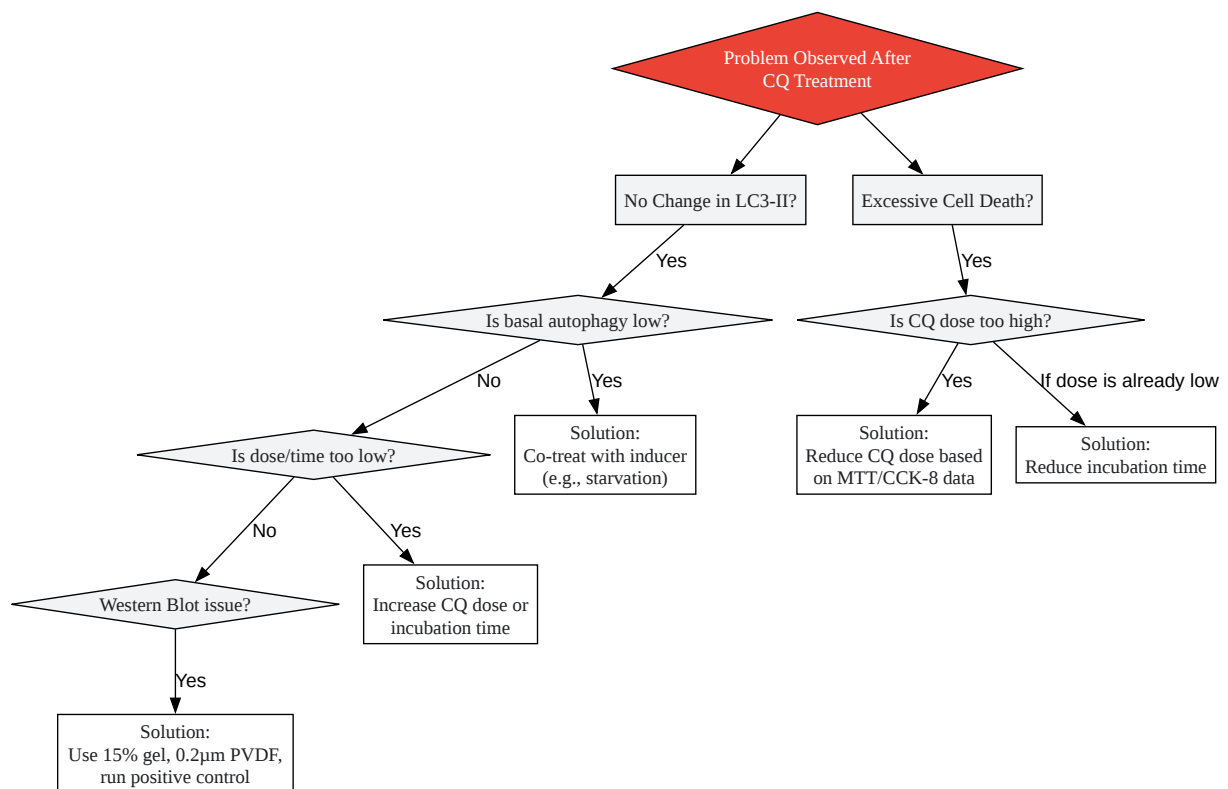 Problem Observed After
CQ Treatment
No Change in LC3-II?
Excessive Cell Death?
Yes
Yes
Is basal autophagy low?
Is CQ dose too high?
No
Yes
Yes
If dose is already low
Is dose/time too low?
Solution:
Co-treat with inducer
(e.g., starvation)
Solution:
Reduce CQ dose based
on MTT/CCK-8 data
Solution:
Reduce incubation time
No
Yes
Western Blot issue?
Solution:
Increase CQ dose or
incubation time
Yes
Solution:
Use 15% gel, 0.2µm PVDF,
run positive control